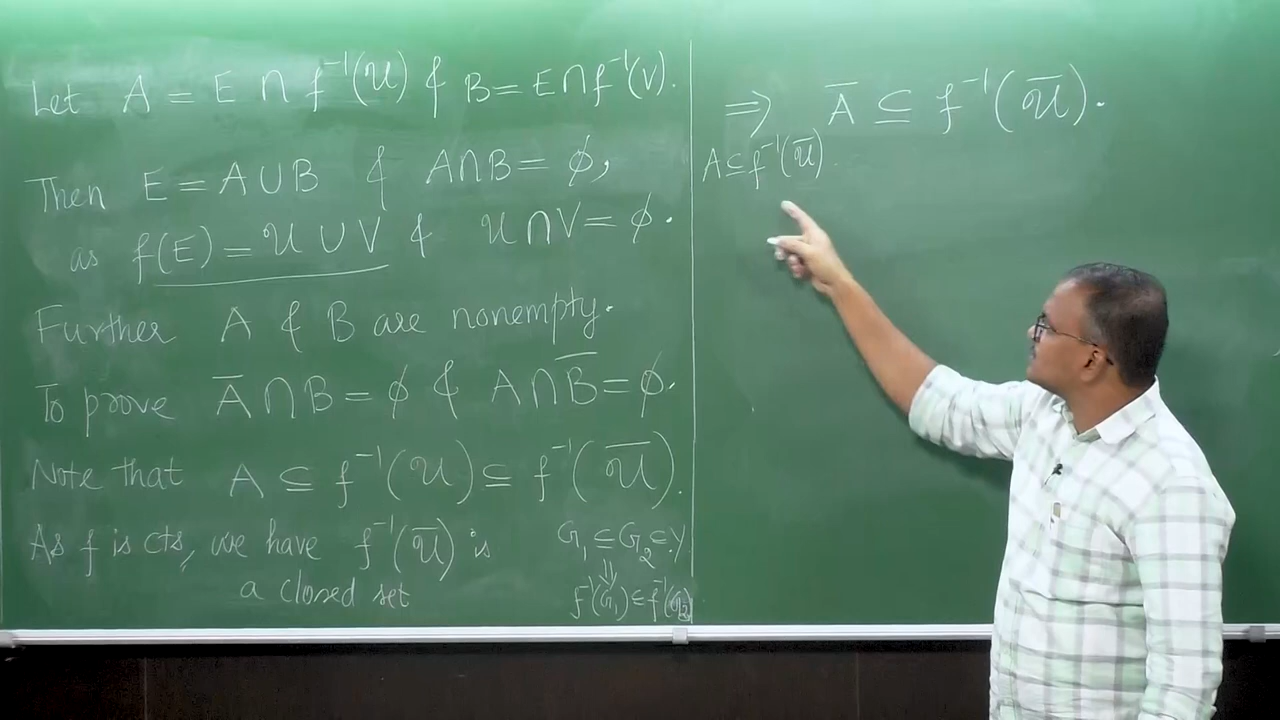 Let A = E ∩ f⁻¹(U) & B = E ∩ f⁻¹(V).
Then E = A ∪ B & A ∩ B = ϕ,
as f(E) = U ∪ V & U ∩ V = ϕ.
Further A & B are nonempty.
To prove A̅ ∩ B = ϕ & A ∩ B̅ = ϕ.
Note that A ⊆ f⁻¹(U) ⊆ f⁻¹(U̅).
As f is cts, we have f⁻¹(U̅) is
a closed set
G₁ ⊆ G₂ ⊆ Y
⇓
f⁻¹(G₁) ⊆ f⁻¹(G₂)
⇒ A̅ ⊆ f⁻¹(U̅).
A ⊆ f⁻¹(U̅).